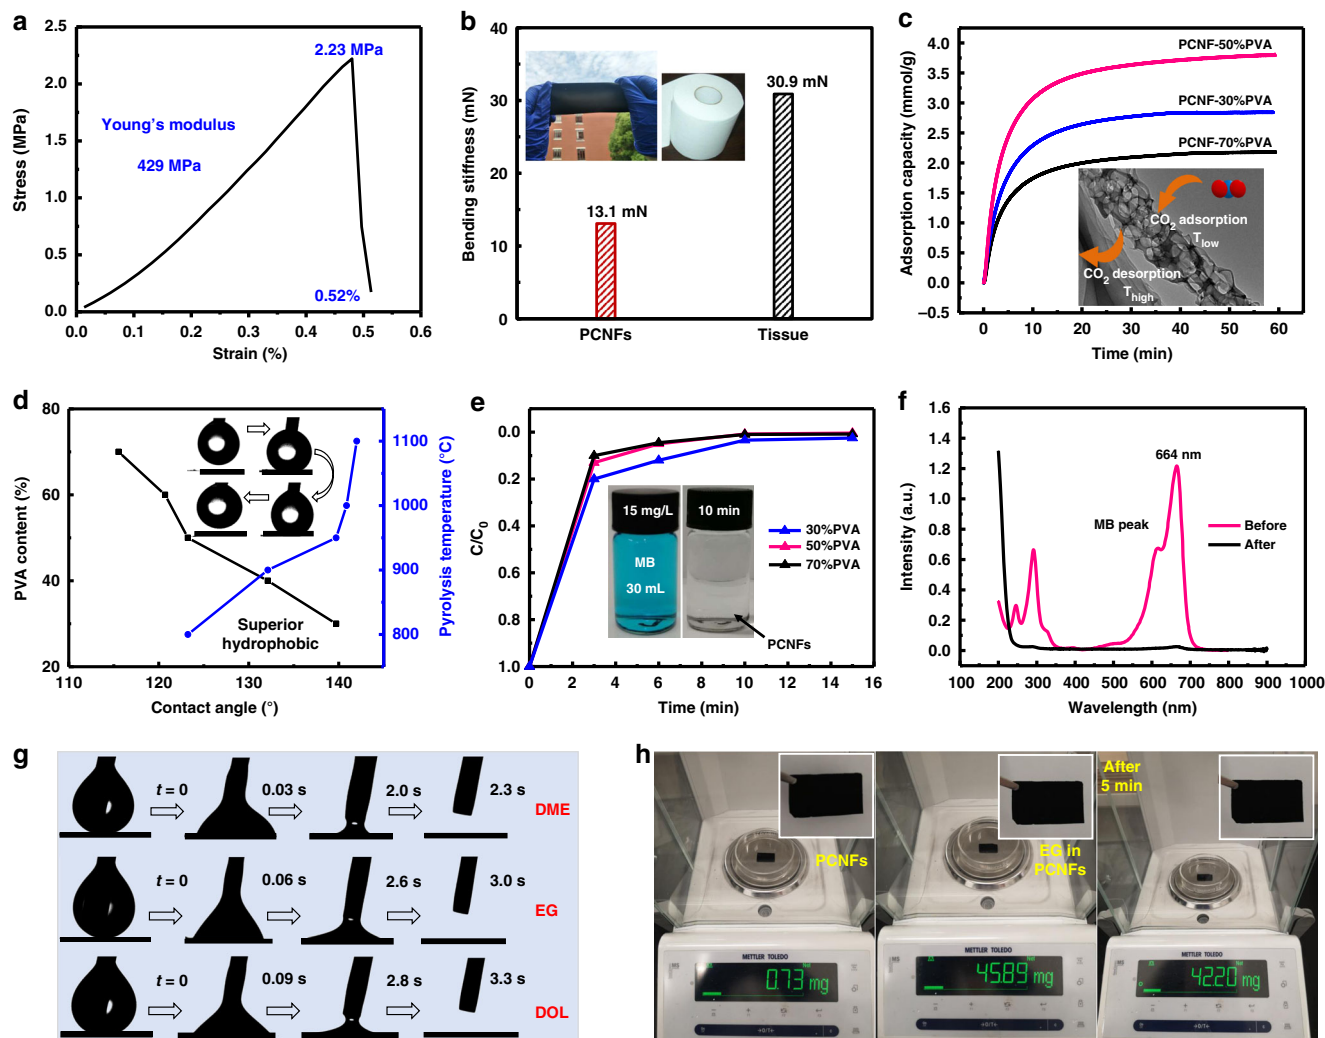 a
2.5
2.0
1.5
1.0
0.5
0.0
Stress (MPa)
2.23 MPa
Young's modulus
429 MPa
0.52%
0.0 0.1 0.2 0.3 0.4 0.5 0.6
Strain (%)
b
40
30
20
10
0
Bending stiffness (mN)
30.9 mN
13.1 mN
PCNFs Tissue
c
4.0
3.5
3.0
2.5
2.0
1.5
1.0
0.5
0.0
–0.5
Adsorption capacity (mmol/g)
PCNF-50%PVA
PCNF-30%PVA
PCNF-70%PVA
CO2 adsorption
Tlow
CO2 desorption
Thigh
0 10 20 30 40 50 60
Time (min)
d
80
60
40
20
PVA content (%)
1100
1000
900
800
Pyrolysis temperature (°C)
Superior
hydrophobic
110 120 130 140
Contact angle (°)
e
0.0
0.2
0.4
0.6
0.8
1.0
C/C0
15 mg/L
10 min
MB
30 mL
30%PVA
50%PVA
70%PVA
PCNFs
0 2 4 6 8 10 12 14 16
Time (min)
f
1.6
1.4
1.2
1.0
0.8
0.6
0.4
0.2
0.0
Intensity (a.u.)
664 nm
MB peak
Before
After
100 200 300 400 500 600 700 800 900 1000
Wavelength (nm)
g
t = 0 0.03 s 2.0 s 2.3 s
DME
t = 0 0.06 s 2.6 s 3.0 s
EG
t = 0 0.09 s 2.8 s 3.3 s
DOL
h
PCNFs
METTLER TOLEDO
0.73 mg
→0/T←
EG in
PCNFs
METTLER TOLEDO
45.89 mg
→0/T←
After
5 min
METTLER TOLEDO
42.20 mg
→0/T←